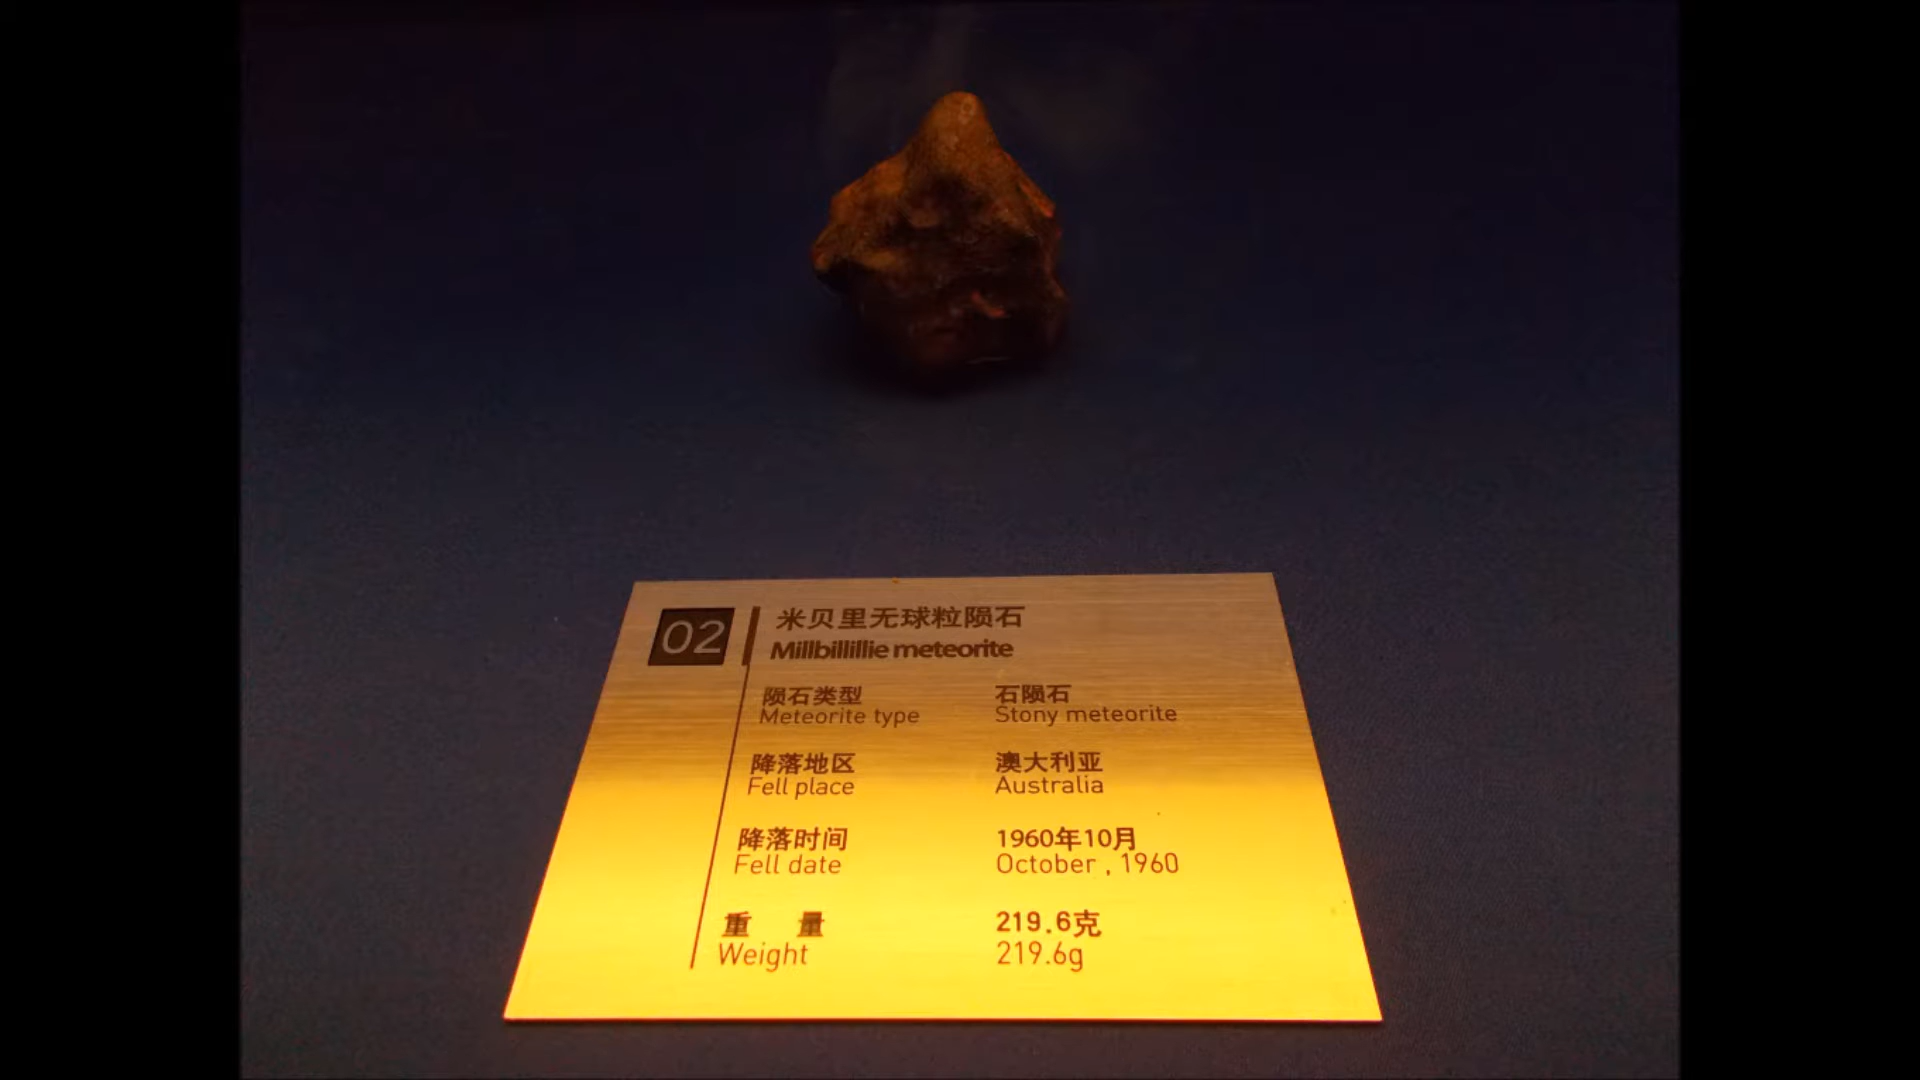 02
米贝里无球粒陨石
Millbillillie meteorite
陨石类型 石陨石
Meteorite type Stony meteorite
降落地区 澳大利亚
Fell place Australia
降落时间 1960年10月
Fell date October , 1960
重 量 219.6克
Weight 219.6g